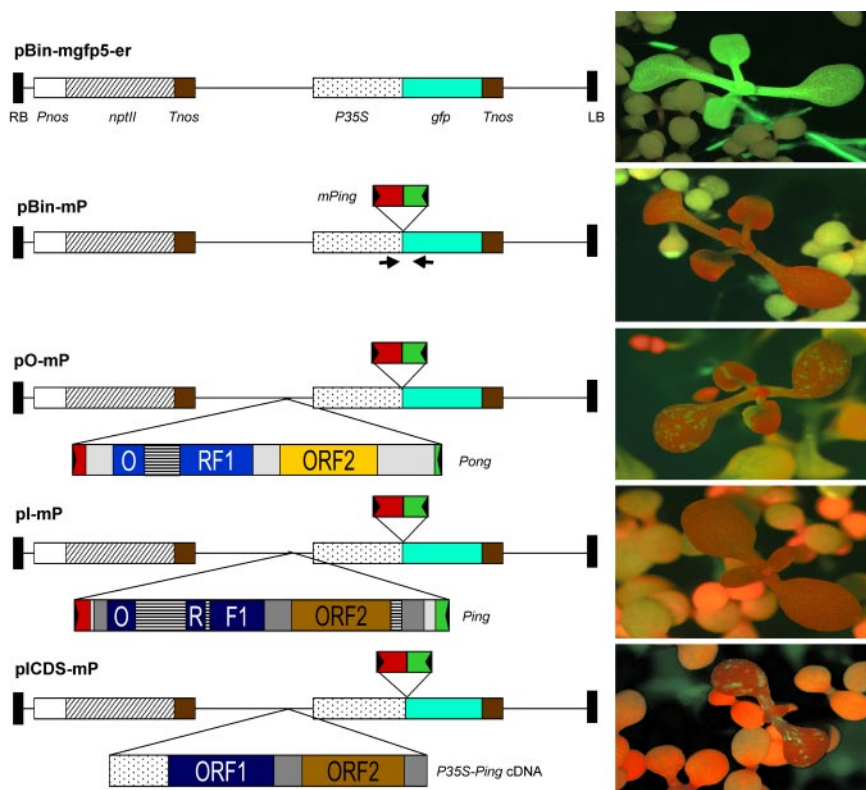 pBin-mgfp5-er
RB Pnos nptII Tnos P35S gfp Tnos LB
pBin-mP
mPing
pO-mP
O RF1 ORF2 Pong
pI-mP
O R F1 ORF2 Ping
pICDS-mP
ORF1 ORF2 P35S-Ping cDNA